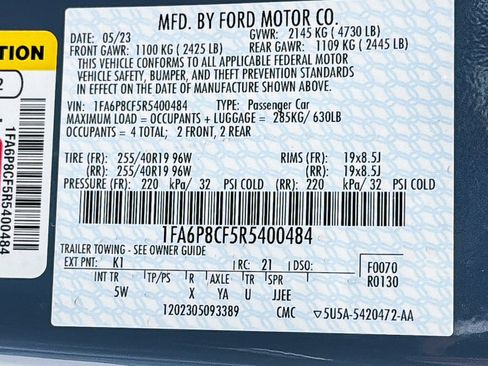 MFD. BY FORD MOTOR CO.
DATE: 05/23 GVWR: 2145 KG ( 4730 LB)
FRONT GAWR: 1100 KG ( 2425 LB) REAR GAWR: 1109 KG ( 2445 LB)
THIS VEHICLE CONFORMS TO ALL APPLICABLE FEDERAL MOTOR
VEHICLE SAFETY, BUMPER, AND THEFT PREVENTION STANDARDS
IN EFFECT ON THE DATE OF MANUFACTURE SHOWN ABOVE.
VIN: 1FA6P8CF5R5400484 TYPE: Passenger Car
MAXIMUM LOAD = OCCUPANTS + LUGGAGE = 285KG/ 630LB
OCCUPANTS = 4 TOTAL; 2 FRONT, 2 REAR
TIRE (FR): 255/40R19 96W RIMS (FR): 19x8.5J
(RR): 255/40R19 96W (RR): 19x8.5J
PRESSURE (FR): 220 kPa/ 32 PSI COLD (RR): 220 kPa/ 32 PSI COLD
1FA6P8CF5R5400484
TRAILER TOWING - SEE OWNER GUIDE
EXT PNT: K1 RC: 21 DSO: F0070
R0130
INT TR TP/PS R AXLE TR SPR
5W X YA U JJEE
1202305093389 CMC 5U5A-5420472-AA
TION
2
1FA6P8CF5R5400484